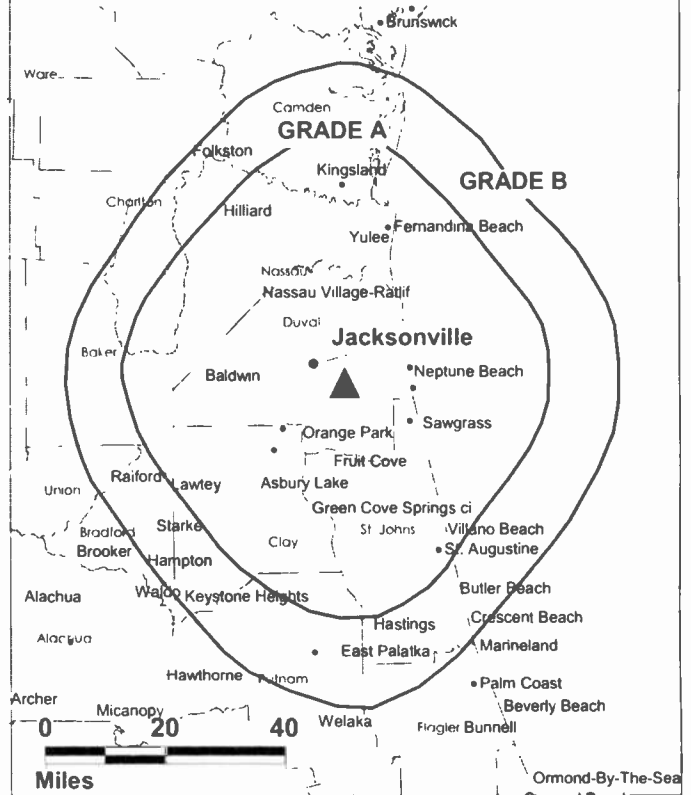 Brunswick
Ware
Camden
GRADE A
Folkston
Kingsland
GRADE B
Charlton
Hilliard
Fernandina Beach
Yulee
Nassau
Nassau Village-Ratlif
Duval
Jacksonville
Baker
Baldwin
Neptune Beach
Sawgrass
Orange Park
Fruit Cove
Raiford
Lawtey
Asbury Lake
Union
Green Cove Springs ci
Starke
St Johns
Villano Beach
Bradford
Clay
Brooker
St. Augustine
Hampton
Butler Beach
Alachua
Waldo
Keystone Heights
Crescent Beach
Hastings
Alachua
East Palatka
Marineland
Hawthorne
Putnam
Palm Coast
Archer
Beverly Beach
Micanopy
Welaka
Flagler
Bunnell
0 20 40
Miles
Ormond-By-The-Sea